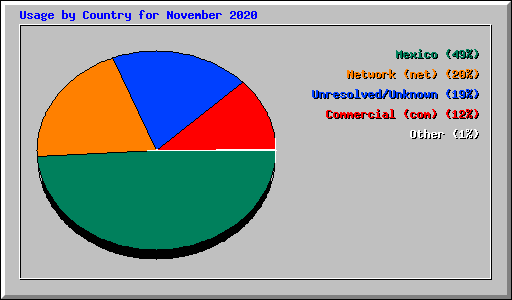 Usage by Country for November 2020
Mexico (49%)
Network (net) (20%)
Unresolved/Unknown (19%)
Commercial (com) (12%)
Other (1%)